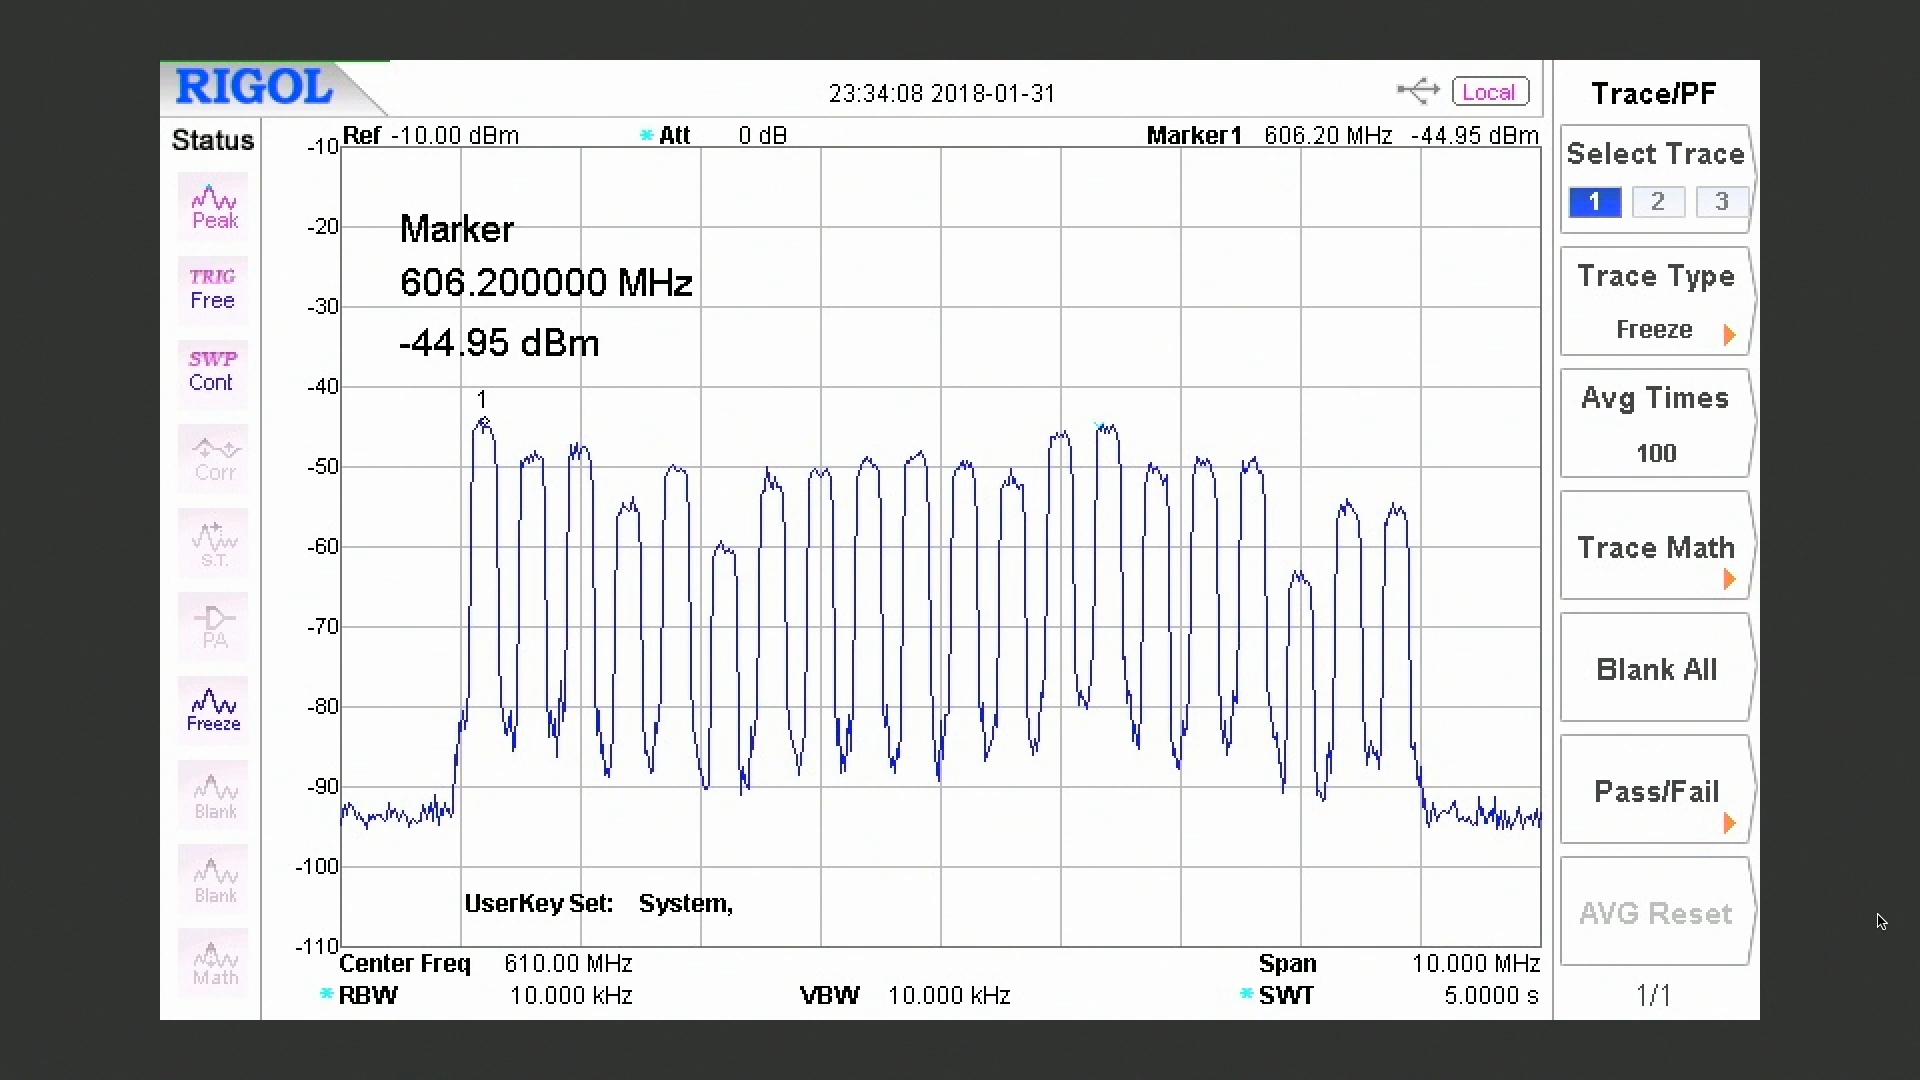 RIGOL
23:34:08 2018-01-31
Local
Trace/PF
Status
Ref -10.00 dBm * Att 0 dB Marker1 606.20 MHz -44.95 dBm
Select Trace
1 2 3
Trace Type
Freeze
Avg Times
100
Trace Math
Blank All
Pass/Fail
AVG Reset
1/1
Peak
TRIG
Free
SWP
Cont
Corr
S.T.
PA
Freeze
Blank
Blank
Math
-10
-20
-30
-40
-50
-60
-70
-80
-90
-100
-110
Marker
606.200000 MHz
-44.95 dBm
1
UserKey Set: System,
Center Freq 610.00 MHz Span 10.000 MHz
* RBW 10.000 kHz VBW 10.000 kHz * SWT 5.0000 s